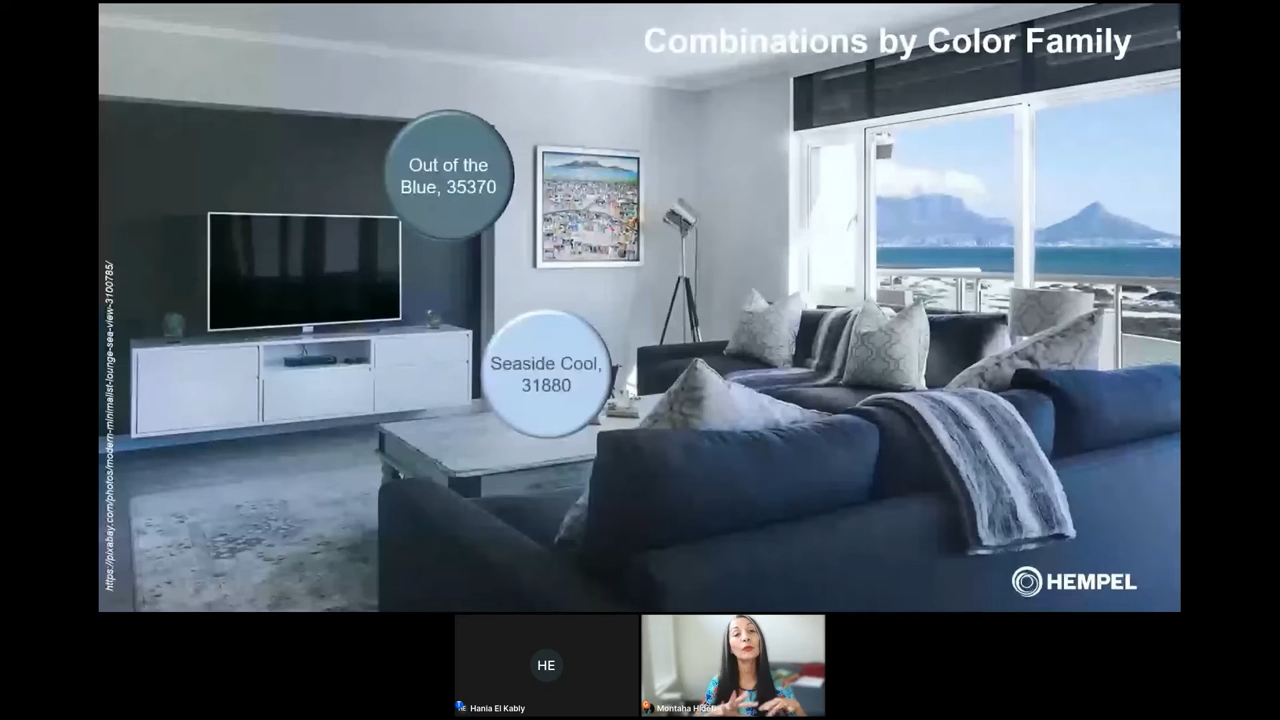 Combinations by Color Family
Out of the
Blue, 35370
Seaside Cool,
31880
https://pixabay.com/photos/modern-minimalist-lounge-sea-view-3100785/
HEMPEL
HE
Hania El Kably
Montaha